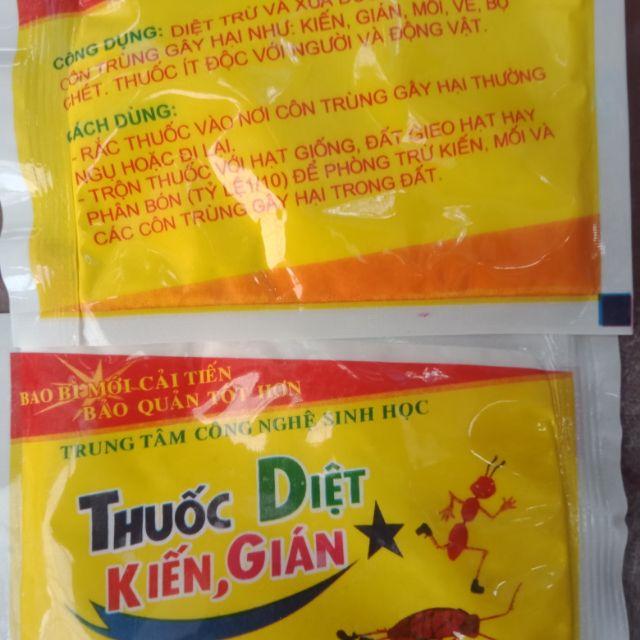 CÔNG DỤNG: DIỆT TRỪ VÀ XUA
CÔN TRÙNG GÂY HẠI NHƯ: KIẾN, GIÁN, MỐI, VE, BỌ
CHÉT. THUỐC ÍT ĐỘC VỚI NGƯỜI VÀ ĐỘNG VẬT.
CÁCH DÙNG:
- RẮC THUỐC VÀO NƠI CÔN TRÙNG GÂY HẠI THƯỜNG
NGỤ HOẶC ĐI LẠI.
- TRỘN THUỐC VỚI HẠT GIỐNG, ĐẤT GIEO HẠT HAY
PHÂN BÓN (TỶ LỆ 1/10) ĐỂ PHÒNG TRỪ KIẾN, MỐI VÀ
CÁC CÔN TRÙNG GÂY HẠI TRONG ĐẤT.
BAO BÌ MỚI CẢI TIẾN
BẢO QUẢN TỐT HƠN
TRUNG TÂM CÔNG NGHỆ SINH HỌC
THUỐC DIỆT
KIẾN, GIÁN